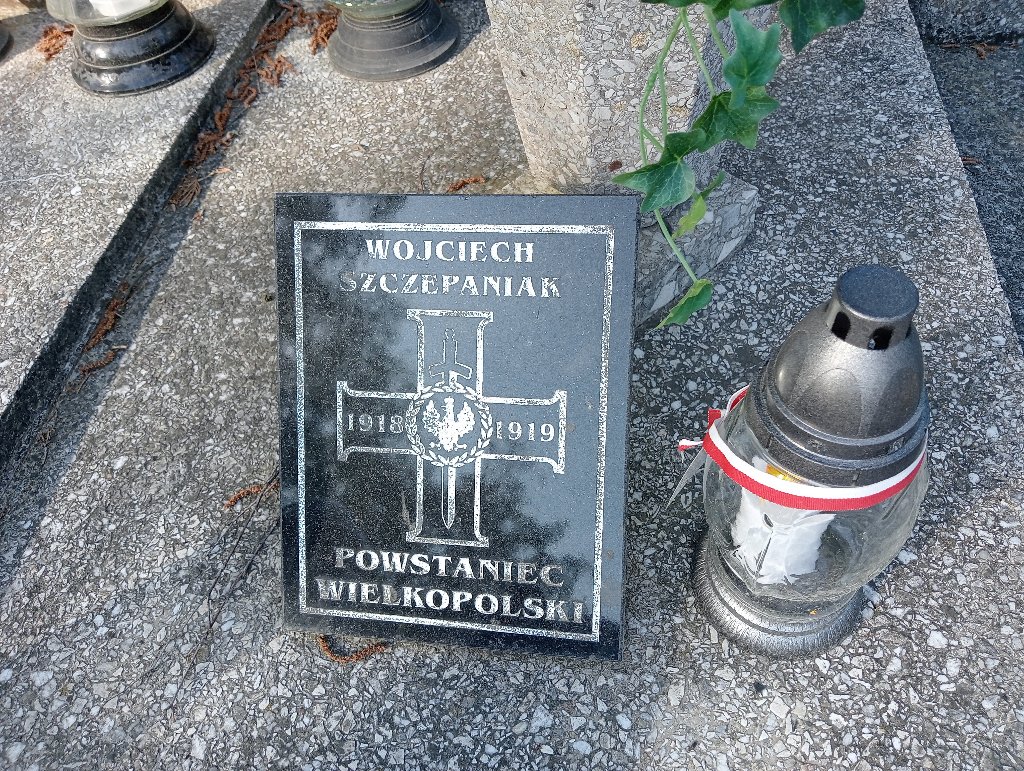 WOJCIECH
SZCZEPANIAK
1918 1919
POWSTANIEC
WIELKOPOLSKI